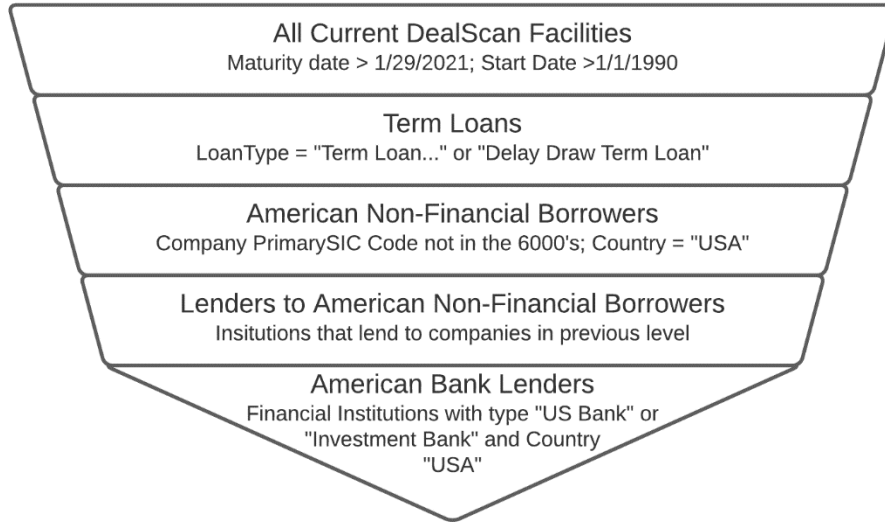 All Current DealScan Facilities
Maturity date > 1/29/2021; Start Date >1/1/1990
Term Loans
LoanType = "Term Loan..." or "Delay Draw Term Loan"
American Non-Financial Borrowers
Company PrimarySIC Code not in the 6000's; Country = "USA"
Lenders to American Non-Financial Borrowers
Insitutions that lend to companies in previous level
American Bank Lenders
Financial Institutions with type "US Bank" or
"Investment Bank" and Country
"USA"